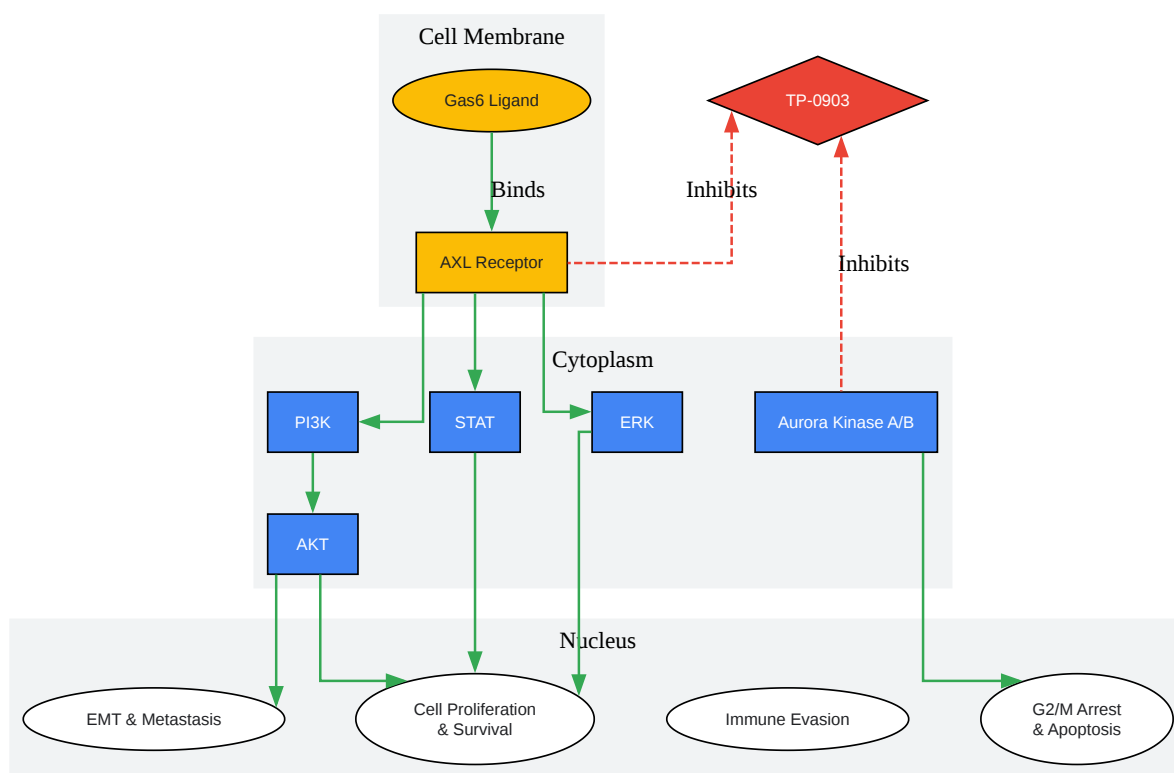 Cell Membrane
Gas6 Ligand
TP-0903
Binds
Inhibits
AXL Receptor
Inhibits
Cytoplasm
PI3K
STAT
ERK
Aurora Kinase A/B
AKT
Nucleus
EMT & Metastasis
Cell Proliferation
& Survival
Immune Evasion
G2/M Arrest
& Apoptosis